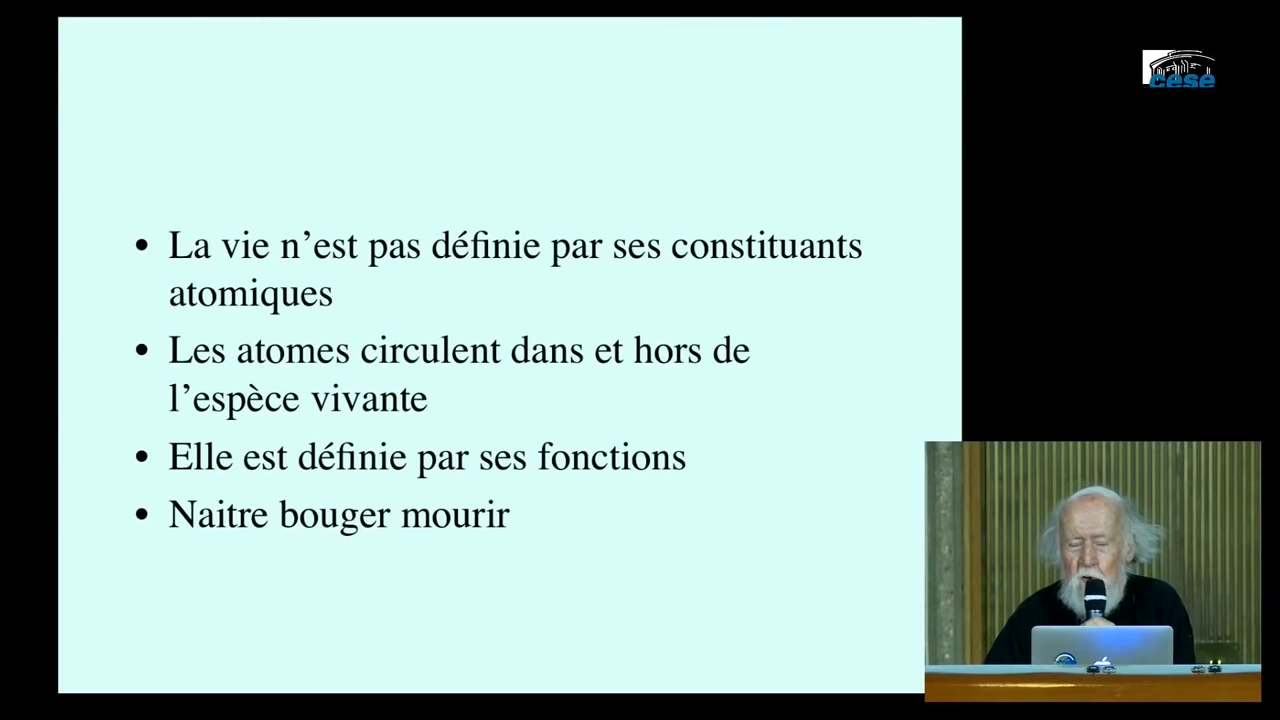 cese
• La vie n’est pas définie par ses constituants
atomiques
• Les atomes circulent dans et hors de
l’espèce vivante
• Elle est définie par ses fonctions
• Naitre bouger mourir